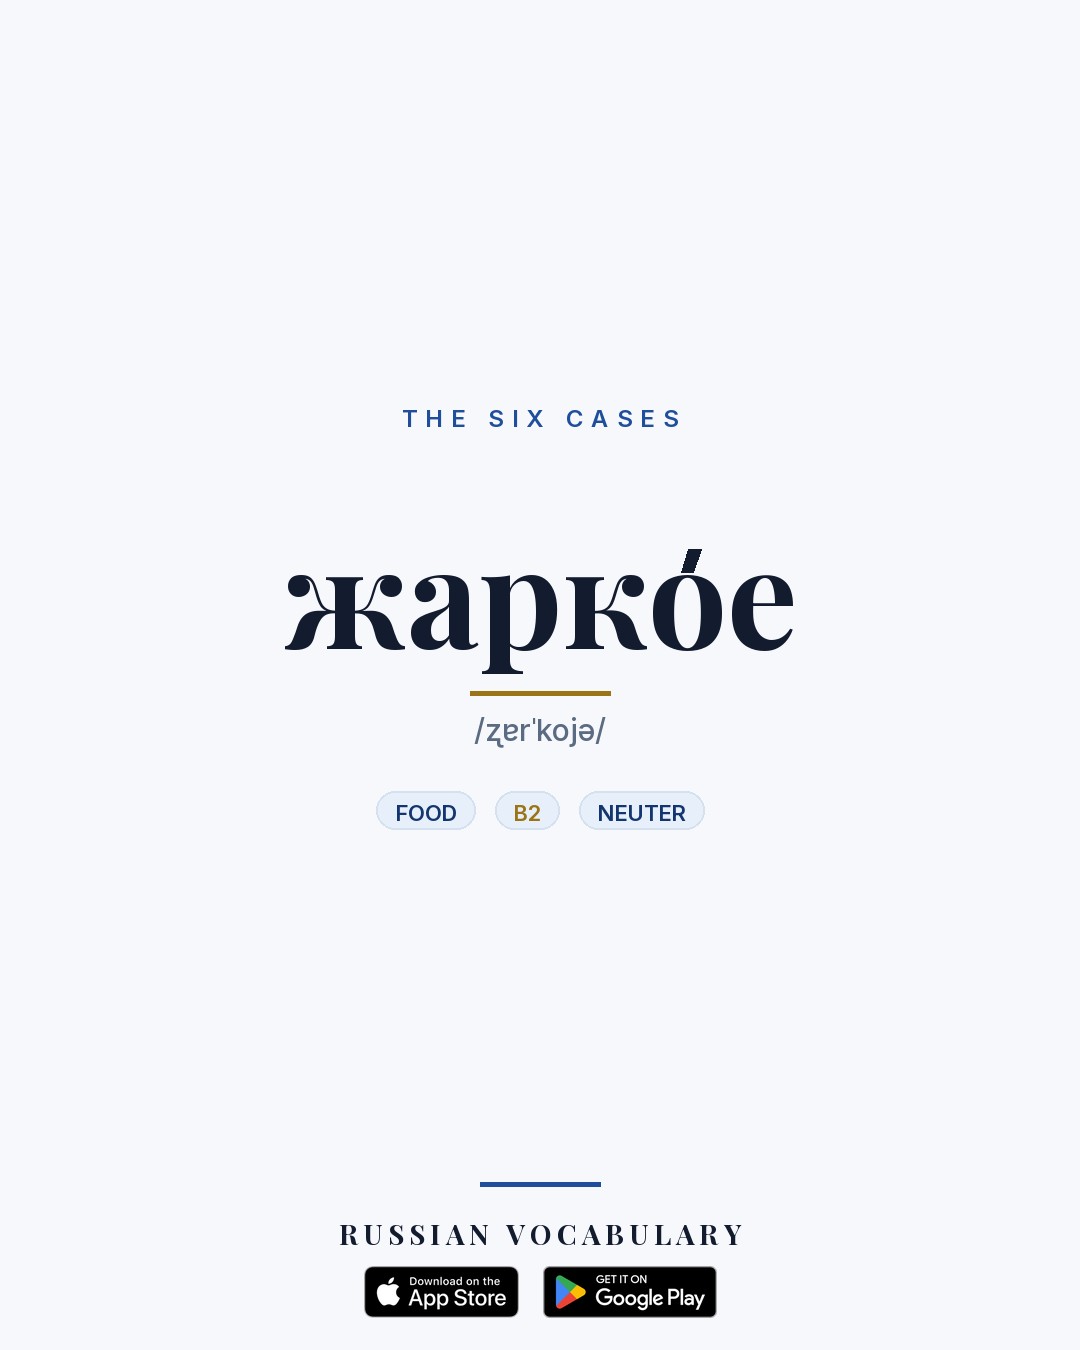 THE SIX CASES
жарко́е
/ʐɐrˈkojə/
FOOD B2 NEUTER
RUSSIAN VOCABULARY
Download on the App Store
GET IT ON Google Play